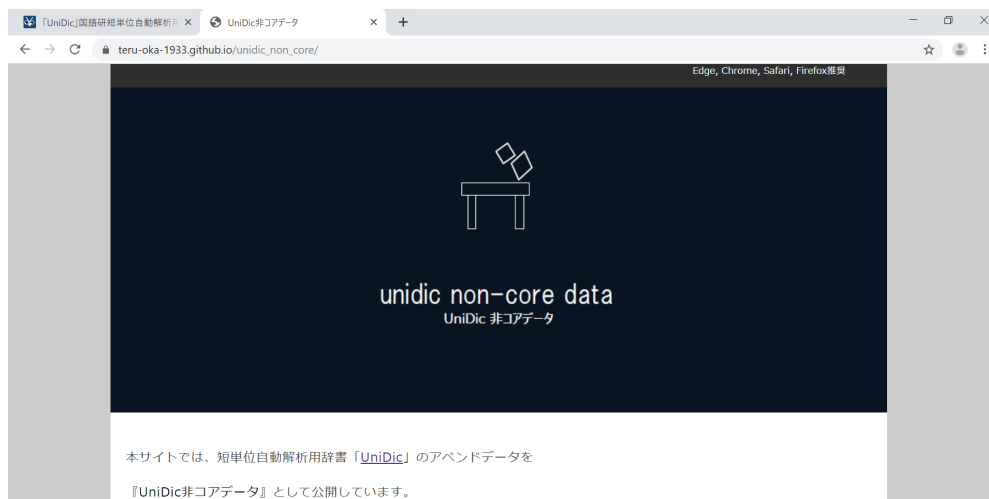 「UniDic」国語研短単位自動解析用
UniDic非コアデータ
teru-oka-1933.github.io/unidic_non_core/
Edge, Chrome, Safari, Firefox推奨
unidic non-core data
UniDic 非コアデータ
本サイトでは、短単位自動解析用辞書「UniDic」のアペンドデータを
『UniDic非コアデータ』として公開しています。